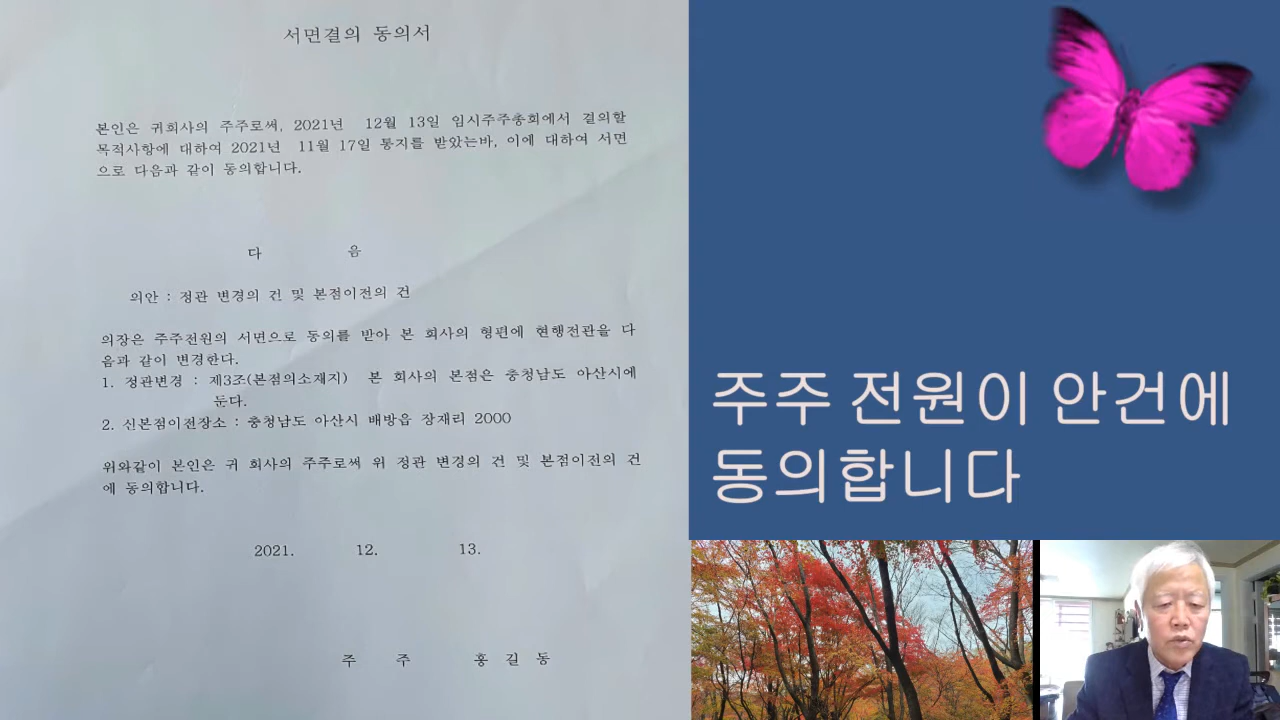 서면결의 동의서
본인은 귀회사의 주주로써, 2021년 12월 13일 임시주주총회에서 결의할
목적사항에 대하여 2021년 11월 17일 통지를 받았는바, 이에 대하여 서면
으로 다음과 같이 동의합니다.
다 음
의안 : 정관 변경의 건 및 본점이전의 건
의장은 주주전원의 서면으로 동의를 받아 본 회사의 형편에 현행전관을 다
음과 같이 변경한다.
1. 정관변경 : 제3조(본점의소재지) 본 회사의 본점은 충청남도 아산시에
둔다.
2. 신본점이전장소 : 충청남도 아산시 배방읍 장재리 2000
위와같이 본인은 귀 회사의 주주로써 위 정관 변경의 건 및 본점이전의 건
에 동의합니다.
2021. 12. 13.
주 주 홍 길 동
주주 전원이 안건에
동의합니다